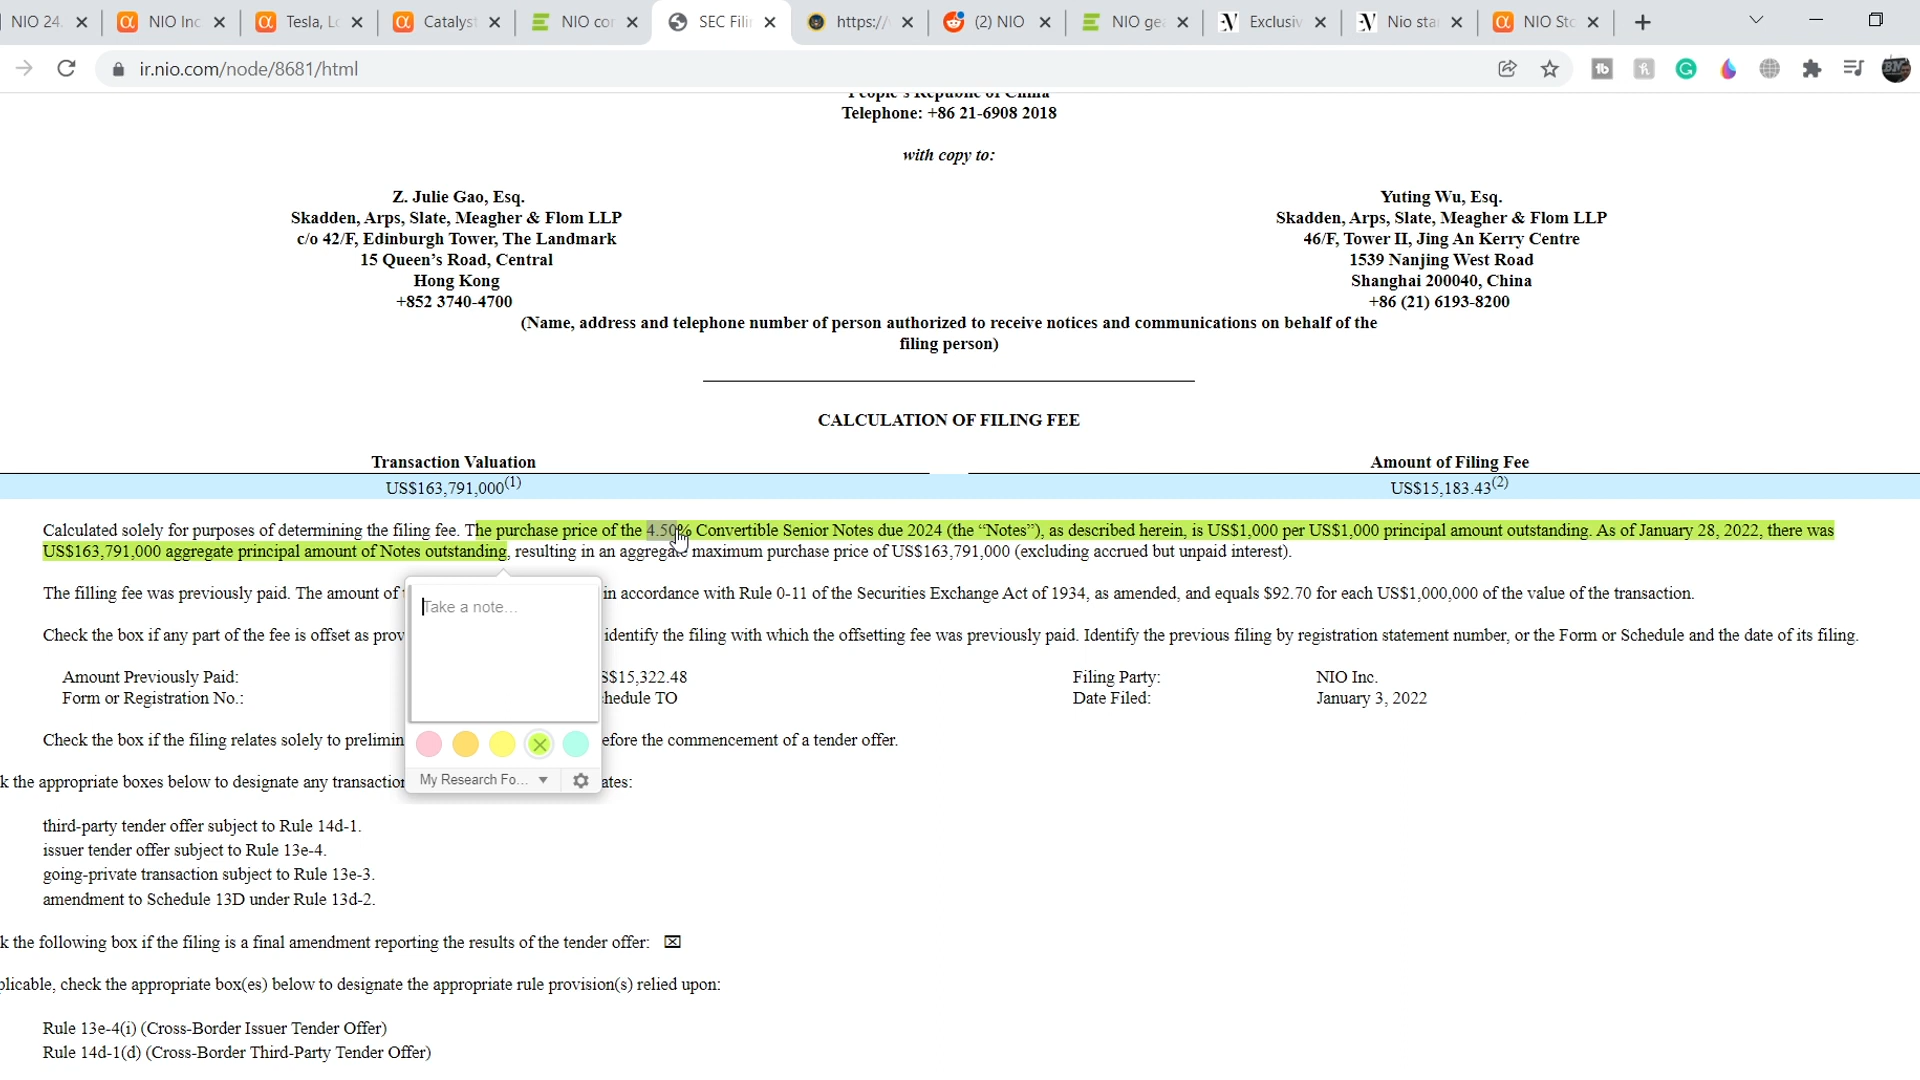 NIO 24.
NIO Inc
Tesla, Lo
Catalyst
NIO cor
SEC Filin
https://
(2) NIO
NIO gea
Exclusiv
Nio star
NIO Sto
ir.nio.com/node/8681/html
People's Republic of China
Telephone: +86 21-6908 2018
with copy to:
Z. Julie Gao, Esq.
Skadden, Arps, Slate, Meagher & Flom LLP
c/o 42/F, Edinburgh Tower, The Landmark
15 Queen's Road, Central
Hong Kong
+852 3740-4700
Yuting Wu, Esq.
Skadden, Arps, Slate, Meagher & Flom LLP
46/F, Tower II, Jing An Kerry Centre
1539 Nanjing West Road
Shanghai 200040, China
+86 (21) 6193-8200
(Name, address and telephone number of person authorized to receive notices and communications on behalf of the
filing person)
CALCULATION OF FILING FEE
Transaction Valuation Amount of Filing Fee
US$163,791,000(1) US$15,183.43(2)
Calculated solely for purposes of determining the filing fee. The purchase price of the 4.50% Convertible Senior Notes due 2024 (the “Notes”), as described herein, is US$1,000 per US$1,000 principal amount outstanding. As of January 28, 2022, there was
US$163,791,000 aggregate principal amount of Notes outstanding, resulting in an aggregate maximum purchase price of US$163,791,000 (excluding accrued but unpaid interest).
The filling fee was previously paid. The amount of in accordance with Rule 0-11 of the Securities Exchange Act of 1934, as amended, and equals $92.70 for each US$1,000,000 of the value of the transaction.
Check the box if any part of the fee is offset as prov identify the filing with which the offsetting fee was previously paid. Identify the previous filing by registration statement number, or the Form or Schedule and the date of its filing.
Amount Previously Paid: S$15,322.48 Filing Party: NIO Inc.
Form or Registration No.: hedule TO Date Filed: January 3, 2022
Check the box if the filing relates solely to prelimin efore the commencement of a tender offer.
k the appropriate boxes below to designate any transaction ates:
Take a note...
My Research Fo...
third-party tender offer subject to Rule 14d-1.
issuer tender offer subject to Rule 13e-4.
going-private transaction subject to Rule 13e-3.
amendment to Schedule 13D under Rule 13d-2.
k the following box if the filing is a final amendment reporting the results of the tender offer: ☒
plicable, check the appropriate box(es) below to designate the appropriate rule provision(s) relied upon:
Rule 13e-4(i) (Cross-Border Issuer Tender Offer)
Rule 14d-1(d) (Cross-Border Third-Party Tender Offer)